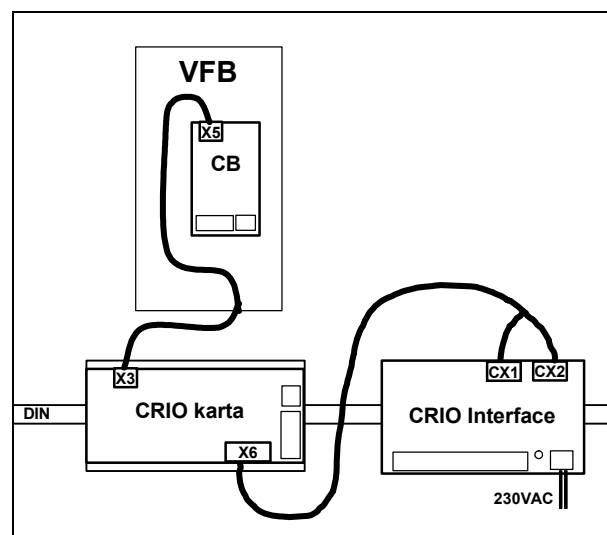 VFB
X5
CB
X3
CX1 CX2
DIN
CRIO karta
CRIO Interface
X6
230VAC